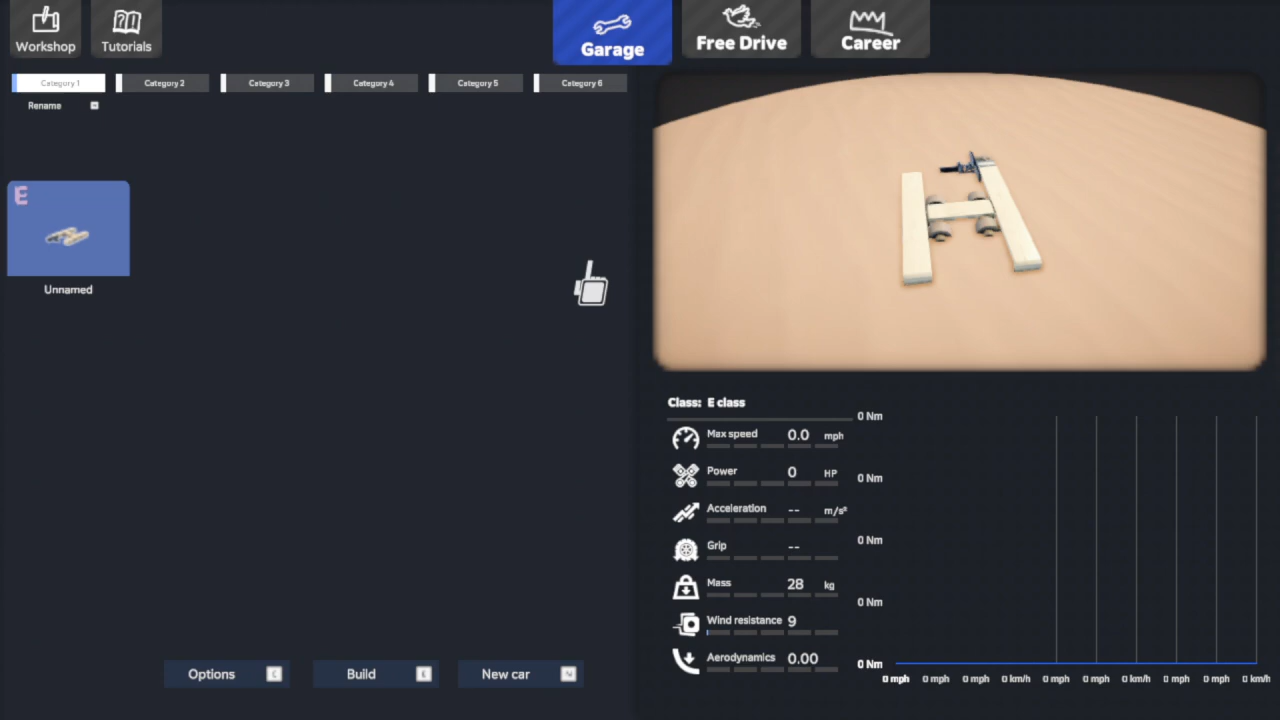 Workshop
Tutorials
Garage
Free Drive
Career
Category 1
Category 2
Category 3
Category 4
Category 5
Category 6
Rename
E
Unnamed
Class: E class
Max speed 0.0 mph
Power 0 HP
Acceleration -- m/s²
Grip --
Mass 28 kg
Wind resistance 9
Aerodynamics 0.00
0 Nm
0 Nm
0 Nm
0 Nm
0 Nm
0 mph 0 mph 0 mph 0 km/h 0 mph 0 mph 0 km/h 0 mph 0 mph 0 km/h
Options
Build
New car